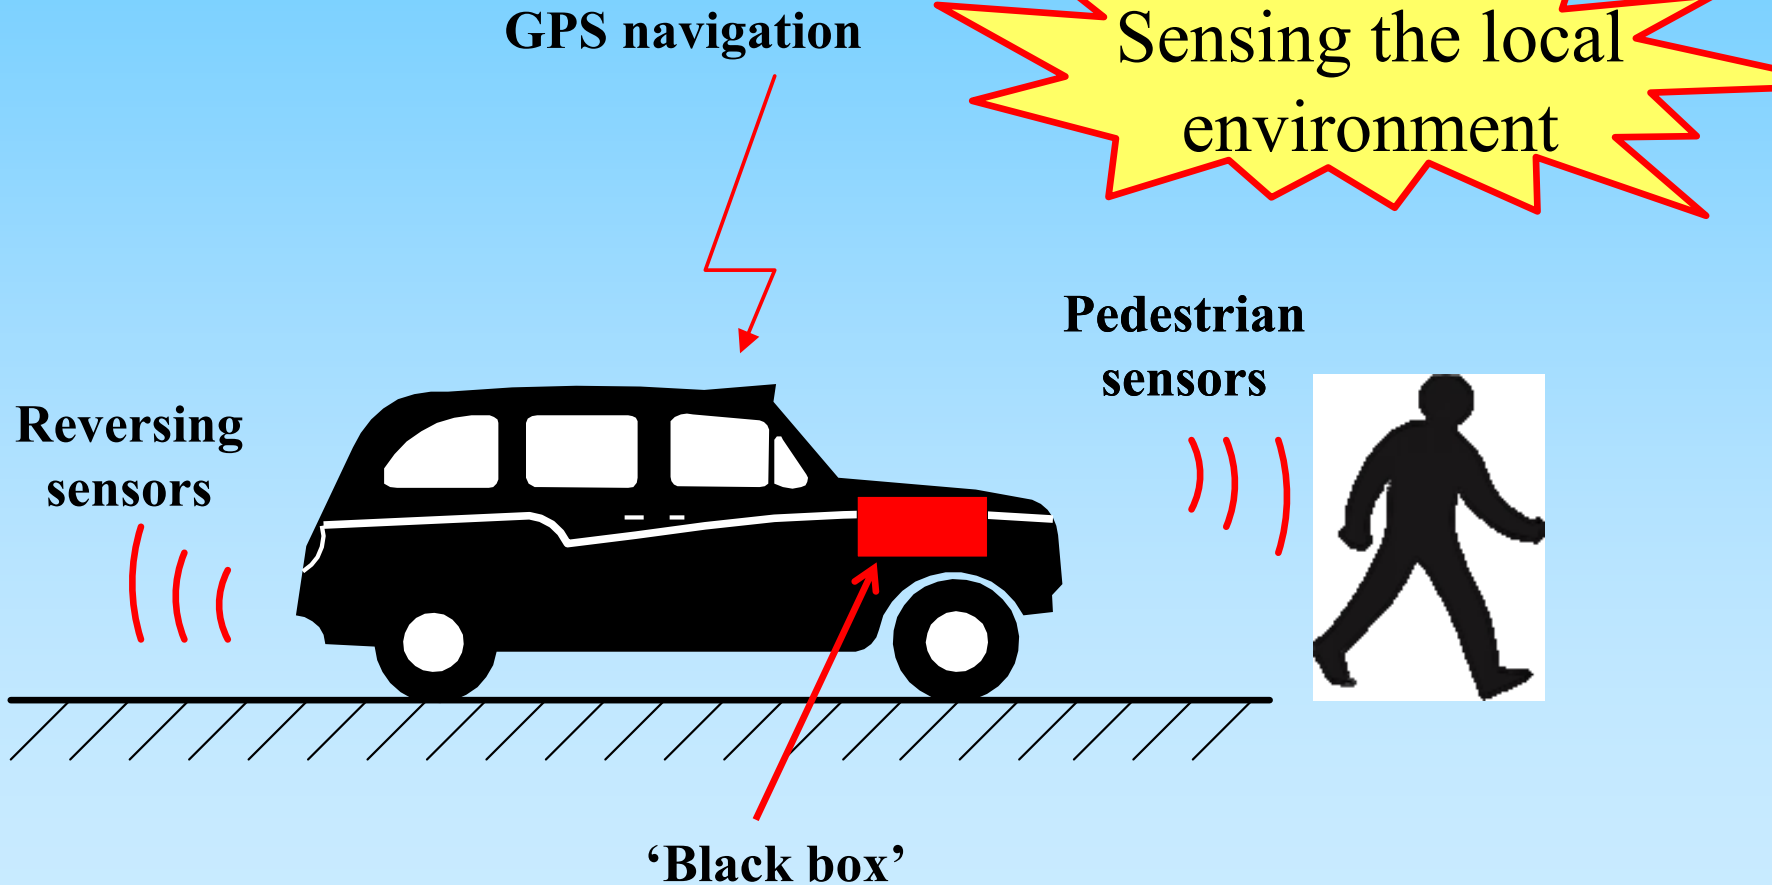 GPS navigation
Sensing the local
environment
Pedestrian
sensors
Reversing
sensors
‘Black box’